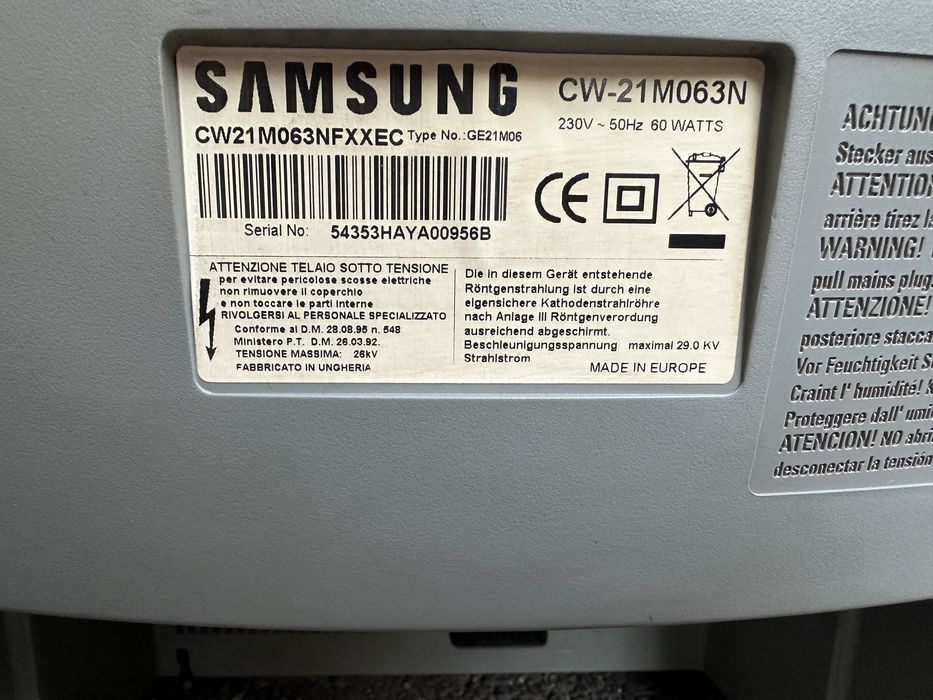 SAMSUNG
CW-21M063N
CW21M063NFXXEC Type No.:GE21M06
230V ~ 50Hz 60 WATTS
CE
Serial No: 54353HAYA00956B
ATTENZIONE TELAIO SOTTO TENSIONE
per evitare pericolose scosse elettriche
non rimuovere il coperchio
e non toccare le parti interne
RIVOLGERSI AL PERSONALE SPECIALIZZATO
Conforme al D.M. 28.08.95 n. 548
Ministero P.T. D.M. 26.03.92.
TENSIONE MASSIMA: 26kV
FABBRICATO IN UNGHERIA
Die in diesem Gerät entstehende
Röntgenstrahlung ist durch eine
eigensichere Kathodenstrahlröhre
nach Anlage III Röntgenverordung
ausreichend abgeschirmt.
Beschleunigungsspannung maximal 29.0 KV
Strahlstrom
MADE IN EUROPE
ACHTUNG
Stecker aus
ATTENTION
arrière tirez
WARNING!
pull mains plug
ATTENZIONE!
posteriore
Vor Feuchtigkeit
Craint l' humidité!
Proteggere dall'
ATENCION! NO
desconectar la tensión